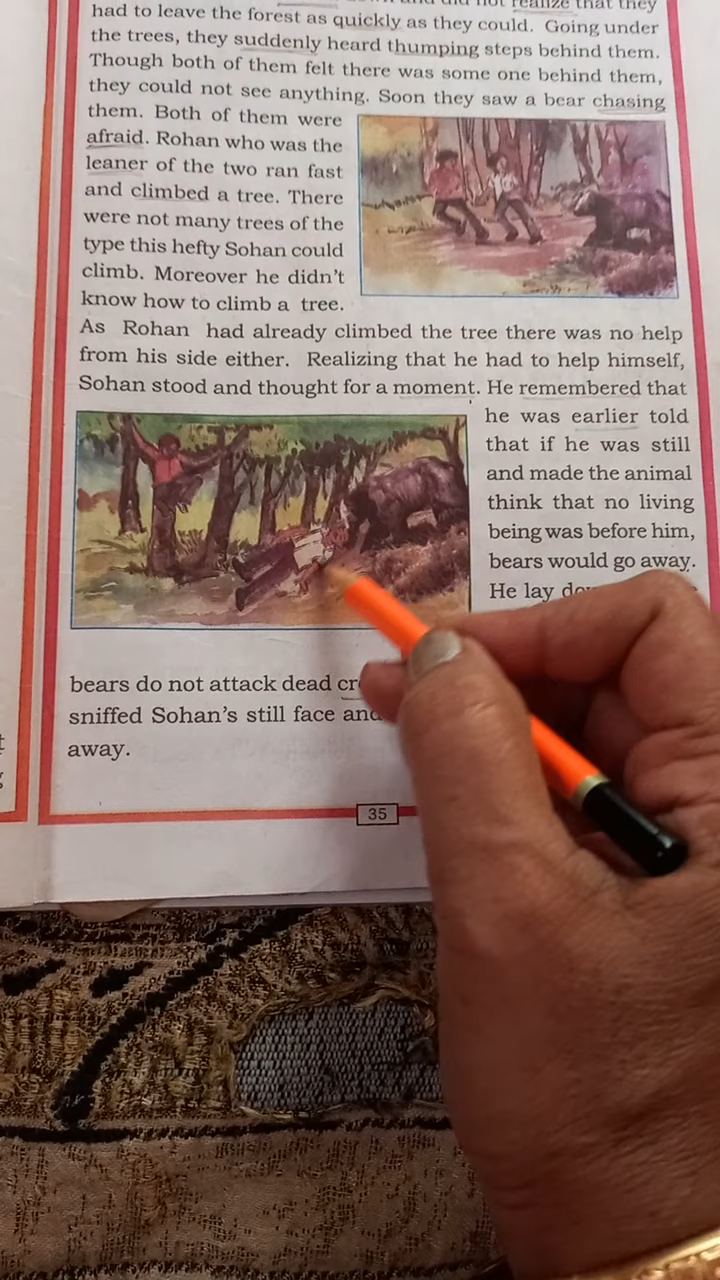 had to leave the forest as quickly as they could. Going under
the trees, they suddenly heard thumping steps behind them.
Though both of them felt there was some one behind them,
they could not see anything. Soon they saw a bear chasing
them. Both of them were
afraid. Rohan who was the
leaner of the two ran fast
and climbed a tree. There
were not many trees of the
type this hefty Sohan could
climb. Moreover he didn't
know how to climb a tree.
As Rohan had already climbed the tree there was no help
from his side either. Realizing that he had to help himself,
Sohan stood and thought for a moment. He remembered that
he was earlier told
that if he was still
and made the animal
think that no living
being was before him,
bears would go away.
He lay
bears do not attack dead
sniffed Sohan's still face and
away.
35